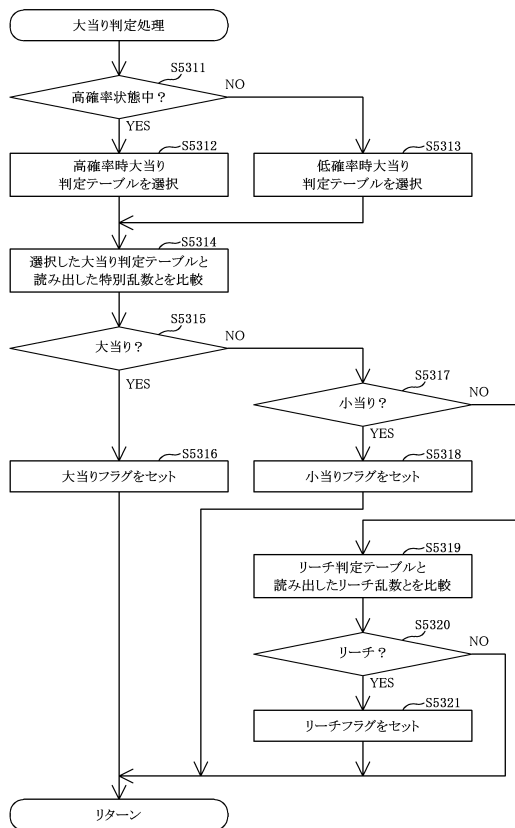 大当り判定処理
S5311
高確率状態中？
NO
YES
S5312
高確率時大当り
判定テーブルを選択
S5313
低確率時大当り
判定テーブルを選択
S5314
選択した大当り判定テーブルと
読み出した特別乱数とを比較
S5315
大当り？
NO
YES
S5317
小当り？
NO
YES
S5316
大当りフラグをセット
S5318
小当りフラグをセット
S5319
リーチ判定テーブルと
読み出したリーチ乱数とを比較
S5320
リーチ？
NO
YES
S5321
リーチフラグをセット
リターン